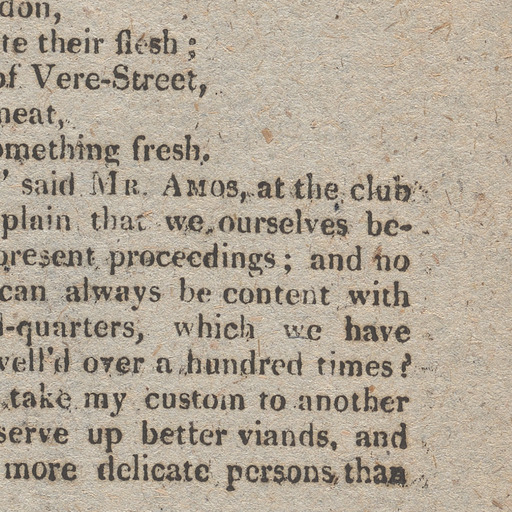 don,
te their flesh;
of Vere-Street,
meat,
omething fresh.
' said MR. AMOS, at the club
plain that we ourselves be-
present proceedings; and no
can always be content with
l-quarters, which we have
well'd over a hundred times?
take my custom to another
serve up better viands, and
more delicate persons than